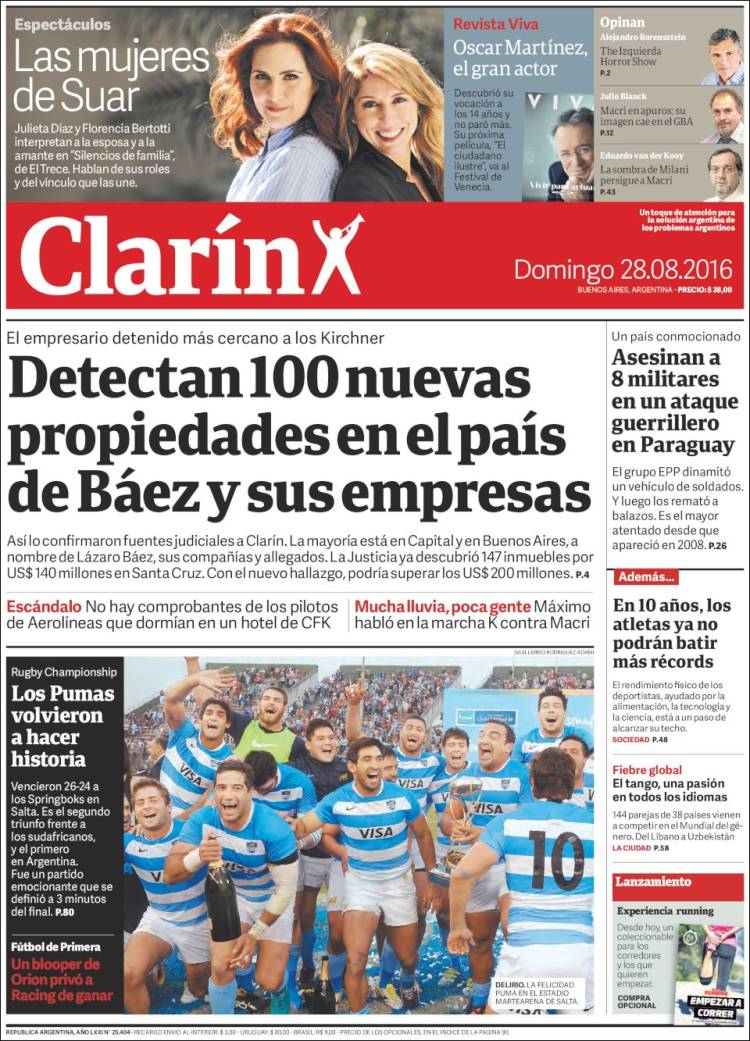 Espectáculos
Las mujeres
de Suar
Julieta Díaz y Florencia Bertotti
interpretan a la esposa y a la
amante en "Silencios de familia",
de El Trece. Hablan de sus roles
y del vínculo que las une.
Revista Viva
Oscar Martínez,
el gran actor
Descubrió su
vocación a
los 14 años y
no paró más.
Su próxima
película, "El
ciudadano
ilustre", va al
Festival de
Venecia.
VIVA
Opinan
Alejandro Borensztein
The Izquierda
Horror Show
P.2
Julio Blanck
Macri en apuros: su
imagen cae en el GBA
P.12
Eduardo van der Kooy
La sombra de Milani
persigue a Macri
P.43
Clarín
Un toque de atención para
la solución argentina de
los problemas argentinos
Domingo 28.08.2016
BUENOS AIRES, ARGENTINA - PRECIO: $ 38,00
El empresario detenido más cercano a los Kirchner
Detectan 100 nuevas
propiedades en el país
de Báez y sus empresas
Así lo confirmaron fuentes judiciales a Clarín. La mayoría está en Capital y en Buenos Aires, a
nombre de Lázaro Báez, sus compañías y allegados. La Justicia ya descubrió 147 inmuebles por
US$ 140 millones en Santa Cruz. Con el nuevo hallazgo, podría superar los US$ 200 millones. P.4
Escándalo No hay comprobantes de los pilotos
de Aerolíneas que dormían en un hotel de CFK
Mucha lluvia, poca gente Máximo
habló en la marcha K contra Macri
Un país conmocionado
Asesinan a
8 militares
en un ataque
guerrillero
en Paraguay
El grupo EPP dinamitó
un vehículo de soldados.
Y luego los remató a
balazos. Es el mayor
atentado desde que
apareció en 2008. P.26
Además...
En 10 años, los
atletas ya no
podrán batir
más récords
El rendimiento físico de los
deportistas, ayudado por la
alimentación, la tecnología y
la ciencia, está a un paso de
alcanzar su techo.
SOCIEDAD P.48
Fiebre global
El tango, una pasión
en todos los idiomas
144 parejas de 38 países vienen
a competir en el Mundial del gé-
nero. Del Líbano a Uzbekistán
LA CIUDAD P.58
Lanzamiento
Experiencia running
Desde hoy, un
coleccionable
para los
corredores y
los que quieren
empezar.
COMPRA
OPCIONAL
EMPEZAR A
CORRER
GUILLERMO RODRIGUEZ ADAMI
Rugby Championship
Los Pumas
volvieron
a hacer
historia
Vencieron 26-24 a
los Springboks en
Salta. Es el segundo
triunfo frente a
los sudafricanos,
y el primero
en Argentina.
Fue un partido
emocionante que se
definió a 3 minutos
del final. P.80
Fútbol de Primera
Un blooper de
Orion privó a
Racing de ganar
VISA
VISA
VISA
VISA
10
DELIRIO. LA FELICIDAD
PUMA EN EL ESTADIO
MARTEARENA DE SALTA.
REPUBLICA ARGENTINA, AÑO LXXI N° 25.404 - RECARGO ENVIO AL INTERIOR: $ 3,00 - URUGUAY: $ 80,00 - BRASIL: R$ 9,00 - PRECIO DE LOS OPCIONALES, EN EL INDICE DE LA PAGINA 90.